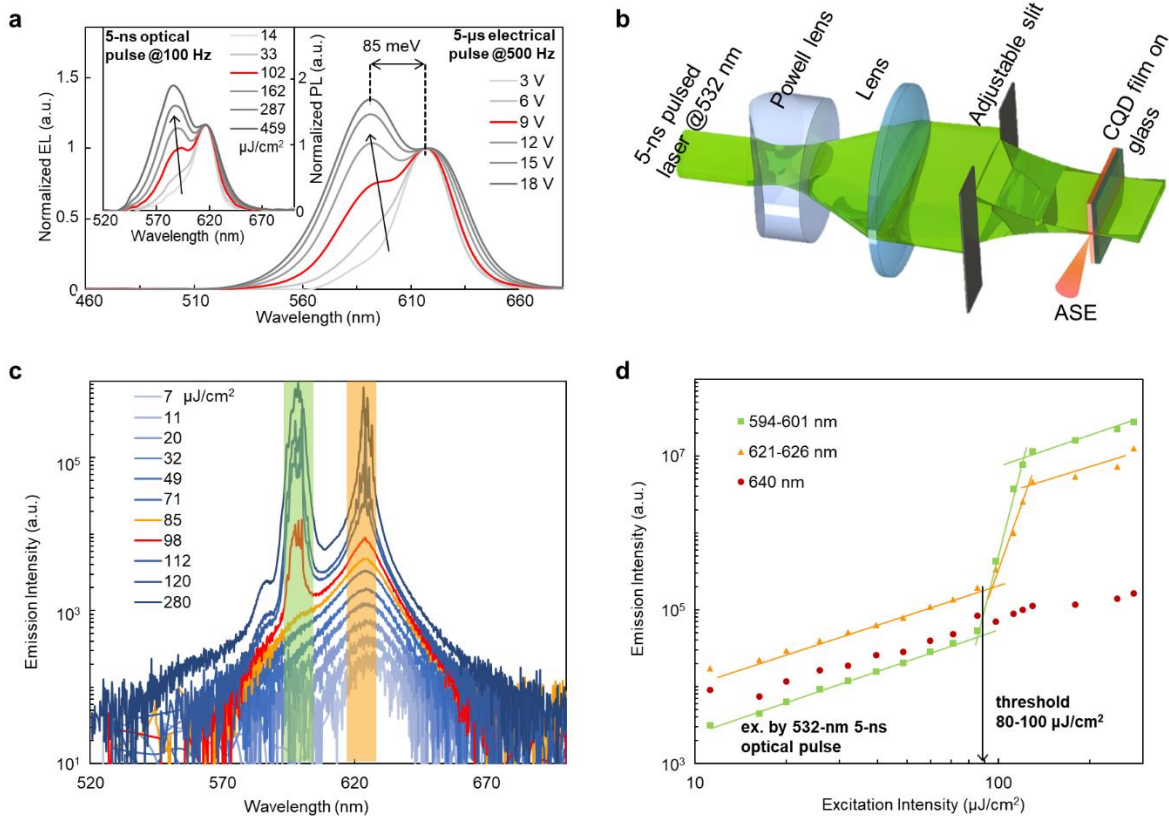 a
5-ns optical
pulse @100 Hz
14
33
102
162
287
459
µJ/cm²
Normalized PL (a.u.)
2
1
0
520
570
620
670
Wavelength (nm)
85 meV
5-µs electrical
pulse @500 Hz
3 V
6 V
9 V
12 V
15 V
18 V
Normalized EL (a.u.)
1.5
1
0.5
0
460
510
560
610
660
Wavelength (nm)
b
5-ns pulsed
laser @532 nm
Powell lens
Lens
Adjustable slit
CQD film on
glass
ASE
c
7 µJ/cm²
11
20
32
49
71
85
98
112
120
280
Emission Intensity (a.u.)
10⁵
10³
10¹
520
570
620
670
Wavelength (nm)
d
594-601 nm
621-626 nm
640 nm
Emission Intensity (a.u.)
10⁷
10⁵
10³
ex. by 532-nm 5-ns
optical pulse
threshold
80-100 µJ/cm²
10
100
Excitation Intensity (µJ/cm²)